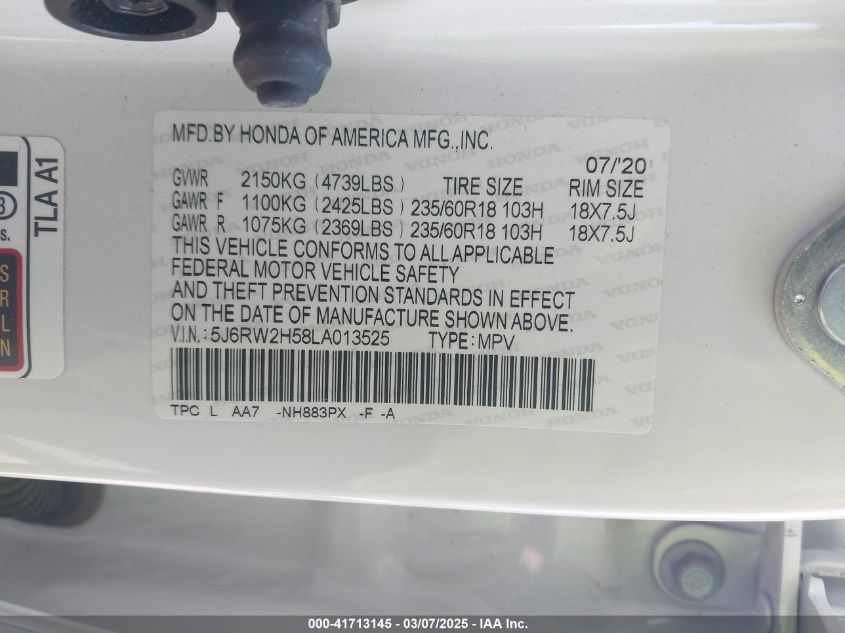 MFD.BY HONDA OF AMERICA MFG.,INC.
07/'20
GVWR 2150KG (4739LBS) TIRE SIZE RIM SIZE
GAWR F 1100KG (2425LBS) 235/60R18 103H 18X7.5J
GAWR R 1075KG (2369LBS) 235/60R18 103H 18X7.5J
THIS VEHICLE CONFORMS TO ALL APPLICABLE
FEDERAL MOTOR VEHICLE SAFETY
AND THEFT PREVENTION STANDARDS IN EFFECT
ON THE DATE OF MANUFACTURE SHOWN ABOVE.
V.I.N.: 5J6RW2H58LA013525 TYPE: MPV
TPC L AA7 -NH883PX -F -A
TLA A1
000-41713145 - 03/07/2025 - IAA Inc.